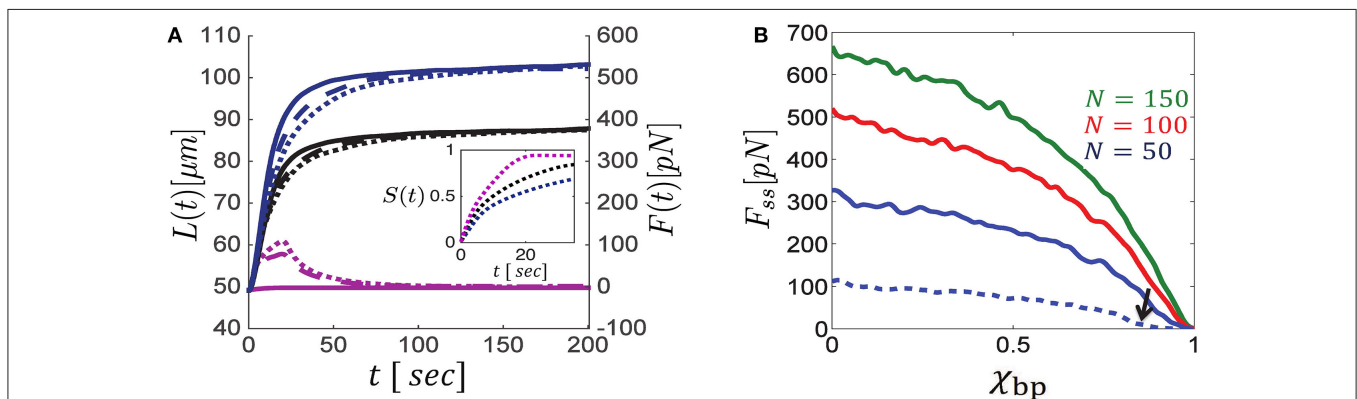 A
L(t)[μm]
110
100
90
80
70
60
50
40
F(t)[pN]
600
500
400
300
200
100
0
-100
0 50 100 150 200
t [ sec]
S(t)
1
0.5
0
0 20
t [ sec]
B
F_ss[pN]
700
600
500
400
300
200
100
0
N = 150
N = 100
N = 50
0 0.5 1
χ_bp